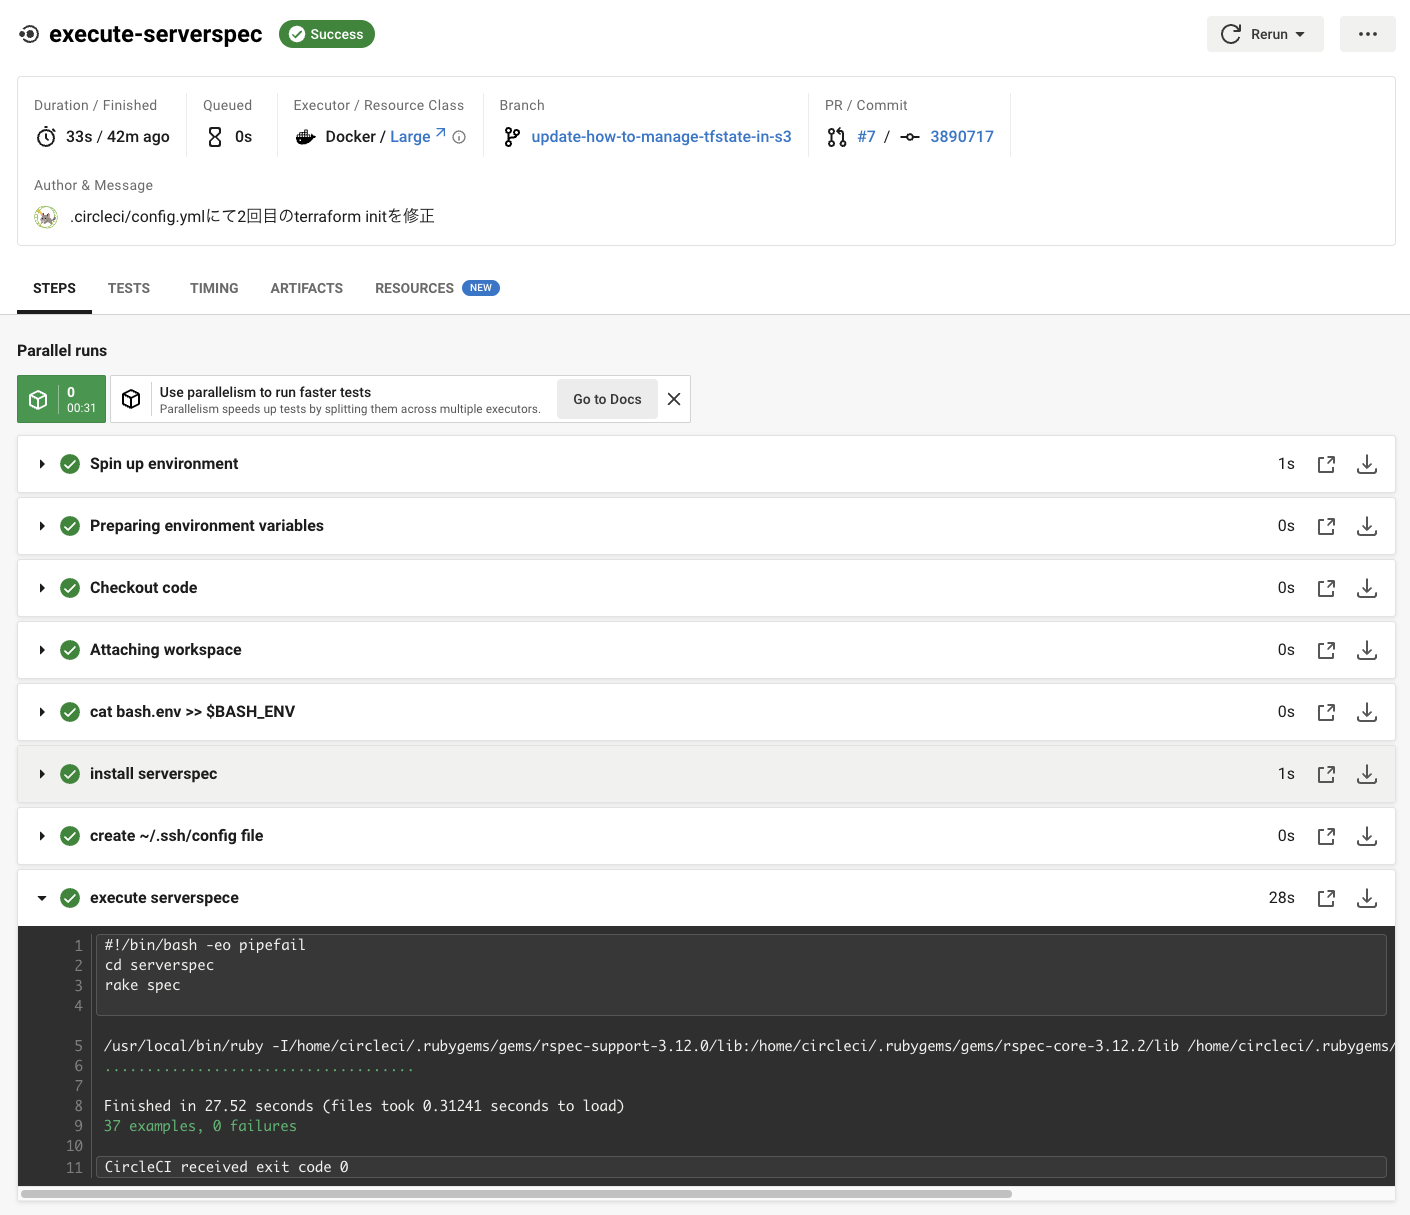 execute-serverspec Success Rerun
Duration / Finished Queued Executor / Resource Class Branch PR / Commit
33s / 42m ago 0s Docker / Large update-how-to-manage-tfstate-in-s3 #7 / 3890717
Author & Message
.circleci/config.ymlにて2回目のterraform initを修正
STEPS TESTS TIMING ARTIFACTS RESOURCES NEW
Parallel runs
0
00:31
Use parallelism to run faster tests
Parallelism speeds up tests by splitting them across multiple executors.
Go to Docs
Spin up environment 1s
Preparing environment variables 0s
Checkout code 0s
Attaching workspace 0s
cat bash.env >> $BASH_ENV 0s
install serverspec 1s
create ~/.ssh/config file 0s
execute serverspece 28s
1 #!/bin/bash -eo pipefail
2 cd serverspec
3 rake spec
4
5 /usr/local/bin/ruby -I/home/circleci/.rubygems/gems/rspec-support-3.12.0/lib:/home/circleci/.rubygems/gems/rspec-core-3.12.2/lib /home/circleci/.rubygems/
6 .....................................
7
8 Finished in 27.52 seconds (files took 0.31241 seconds to load)
9 37 examples, 0 failures
10
11 CircleCI received exit code 0